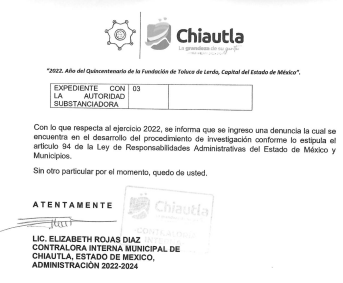 Chiautla
La grandeza de su gente
"2022. Año del Quincentenario de la Fundación de Toluca de Lerdo, Capital del Estado de México".
EXPEDIENTE CON LA AUTORIDAD SUBSTANCIADORA 03
Con lo que respecta al ejercicio 2022, se informa que se ingreso una denuncia la cual se
encuentra en el desarrollo del procedimiento de investigación conforme lo estipula el
artículo 94 de la Ley de Responsabilidades Administrativas del Estado de México y
Municipios.
Sin otro particular por el momento, quedo de usted.
ATENTAMENTE
Chiautla
CONTRALORIA
LIC. ELIZABETH ROJAS DIAZ
CONTRALORA INTERNA MUNICIPAL DE
CHIAUTLA, ESTADO DE MEXICO,
ADMINISTRACIÓN 2022-2024